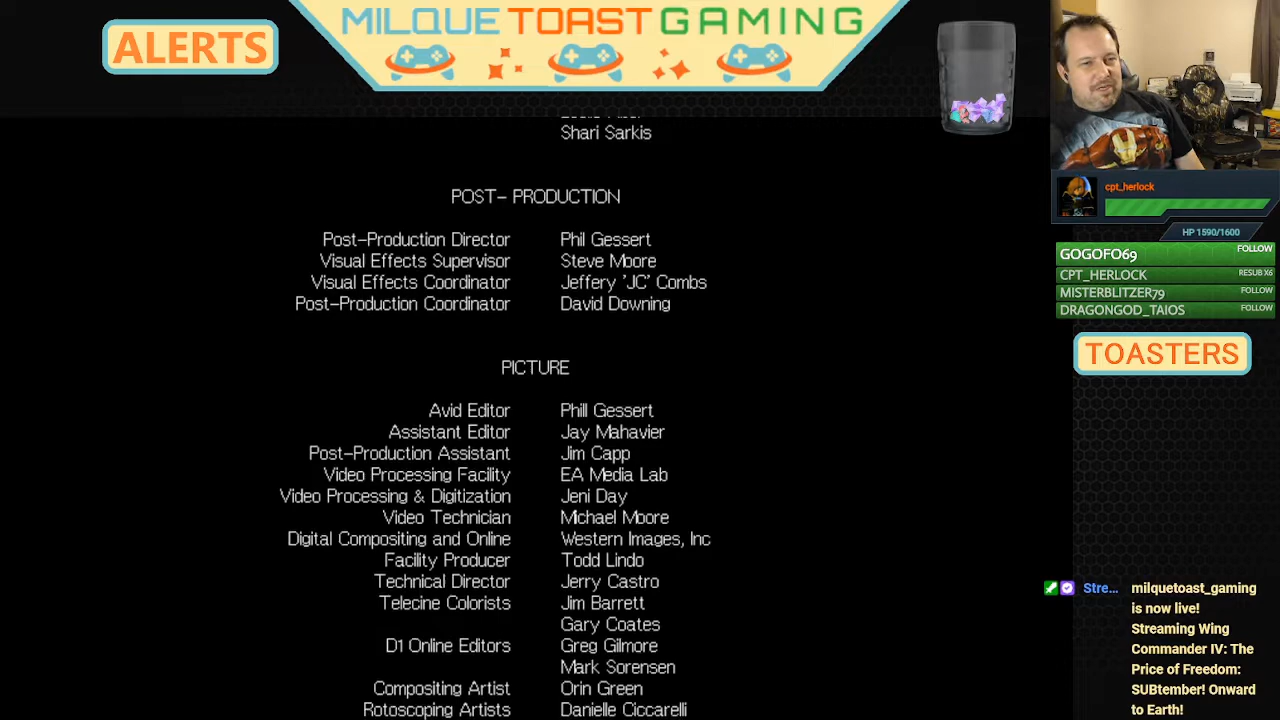 ALERTS
MILQUETOASTGAMING
Shari Sarkis
POST- PRODUCTION
Post-Production Director Phil Gessert
Visual Effects Supervisor Steve Moore
Visual Effects Coordinator Jeffery 'JC' Combs
Post-Production Coordinator David Downing
PICTURE
Avid Editor Phill Gessert
Assistant Editor Jay Mahavier
Post-Production Assistant Jim Capp
Video Processing Facility EA Media Lab
Video Processing & Digitization Jeni Day
Video Technician Michael Moore
Digital Compositing and Online Western Images, Inc
Facility Producer Todd Lindo
Technical Director Jerry Castro
Telecine Colorists Jim Barrett
Gary Coates
D1 Online Editors Greg Gilmore
Mark Sorensen
Compositing Artist Orin Green
Rotoscoping Artists Danielle Ciccarelli
cpt_herlock
HP 1590/1600
GOGOFO69 FOLLOW
CPT_HERLOCK RESUB X6
MISTERBLITZER79 FOLLOW
DRAGONGOD_TAIOS FOLLOW
TOASTERS
Stre... milquetoast_gaming
is now live!
Streaming Wing
Commander IV: The
Price of Freedom:
SUBtember! Onward
to Earth!